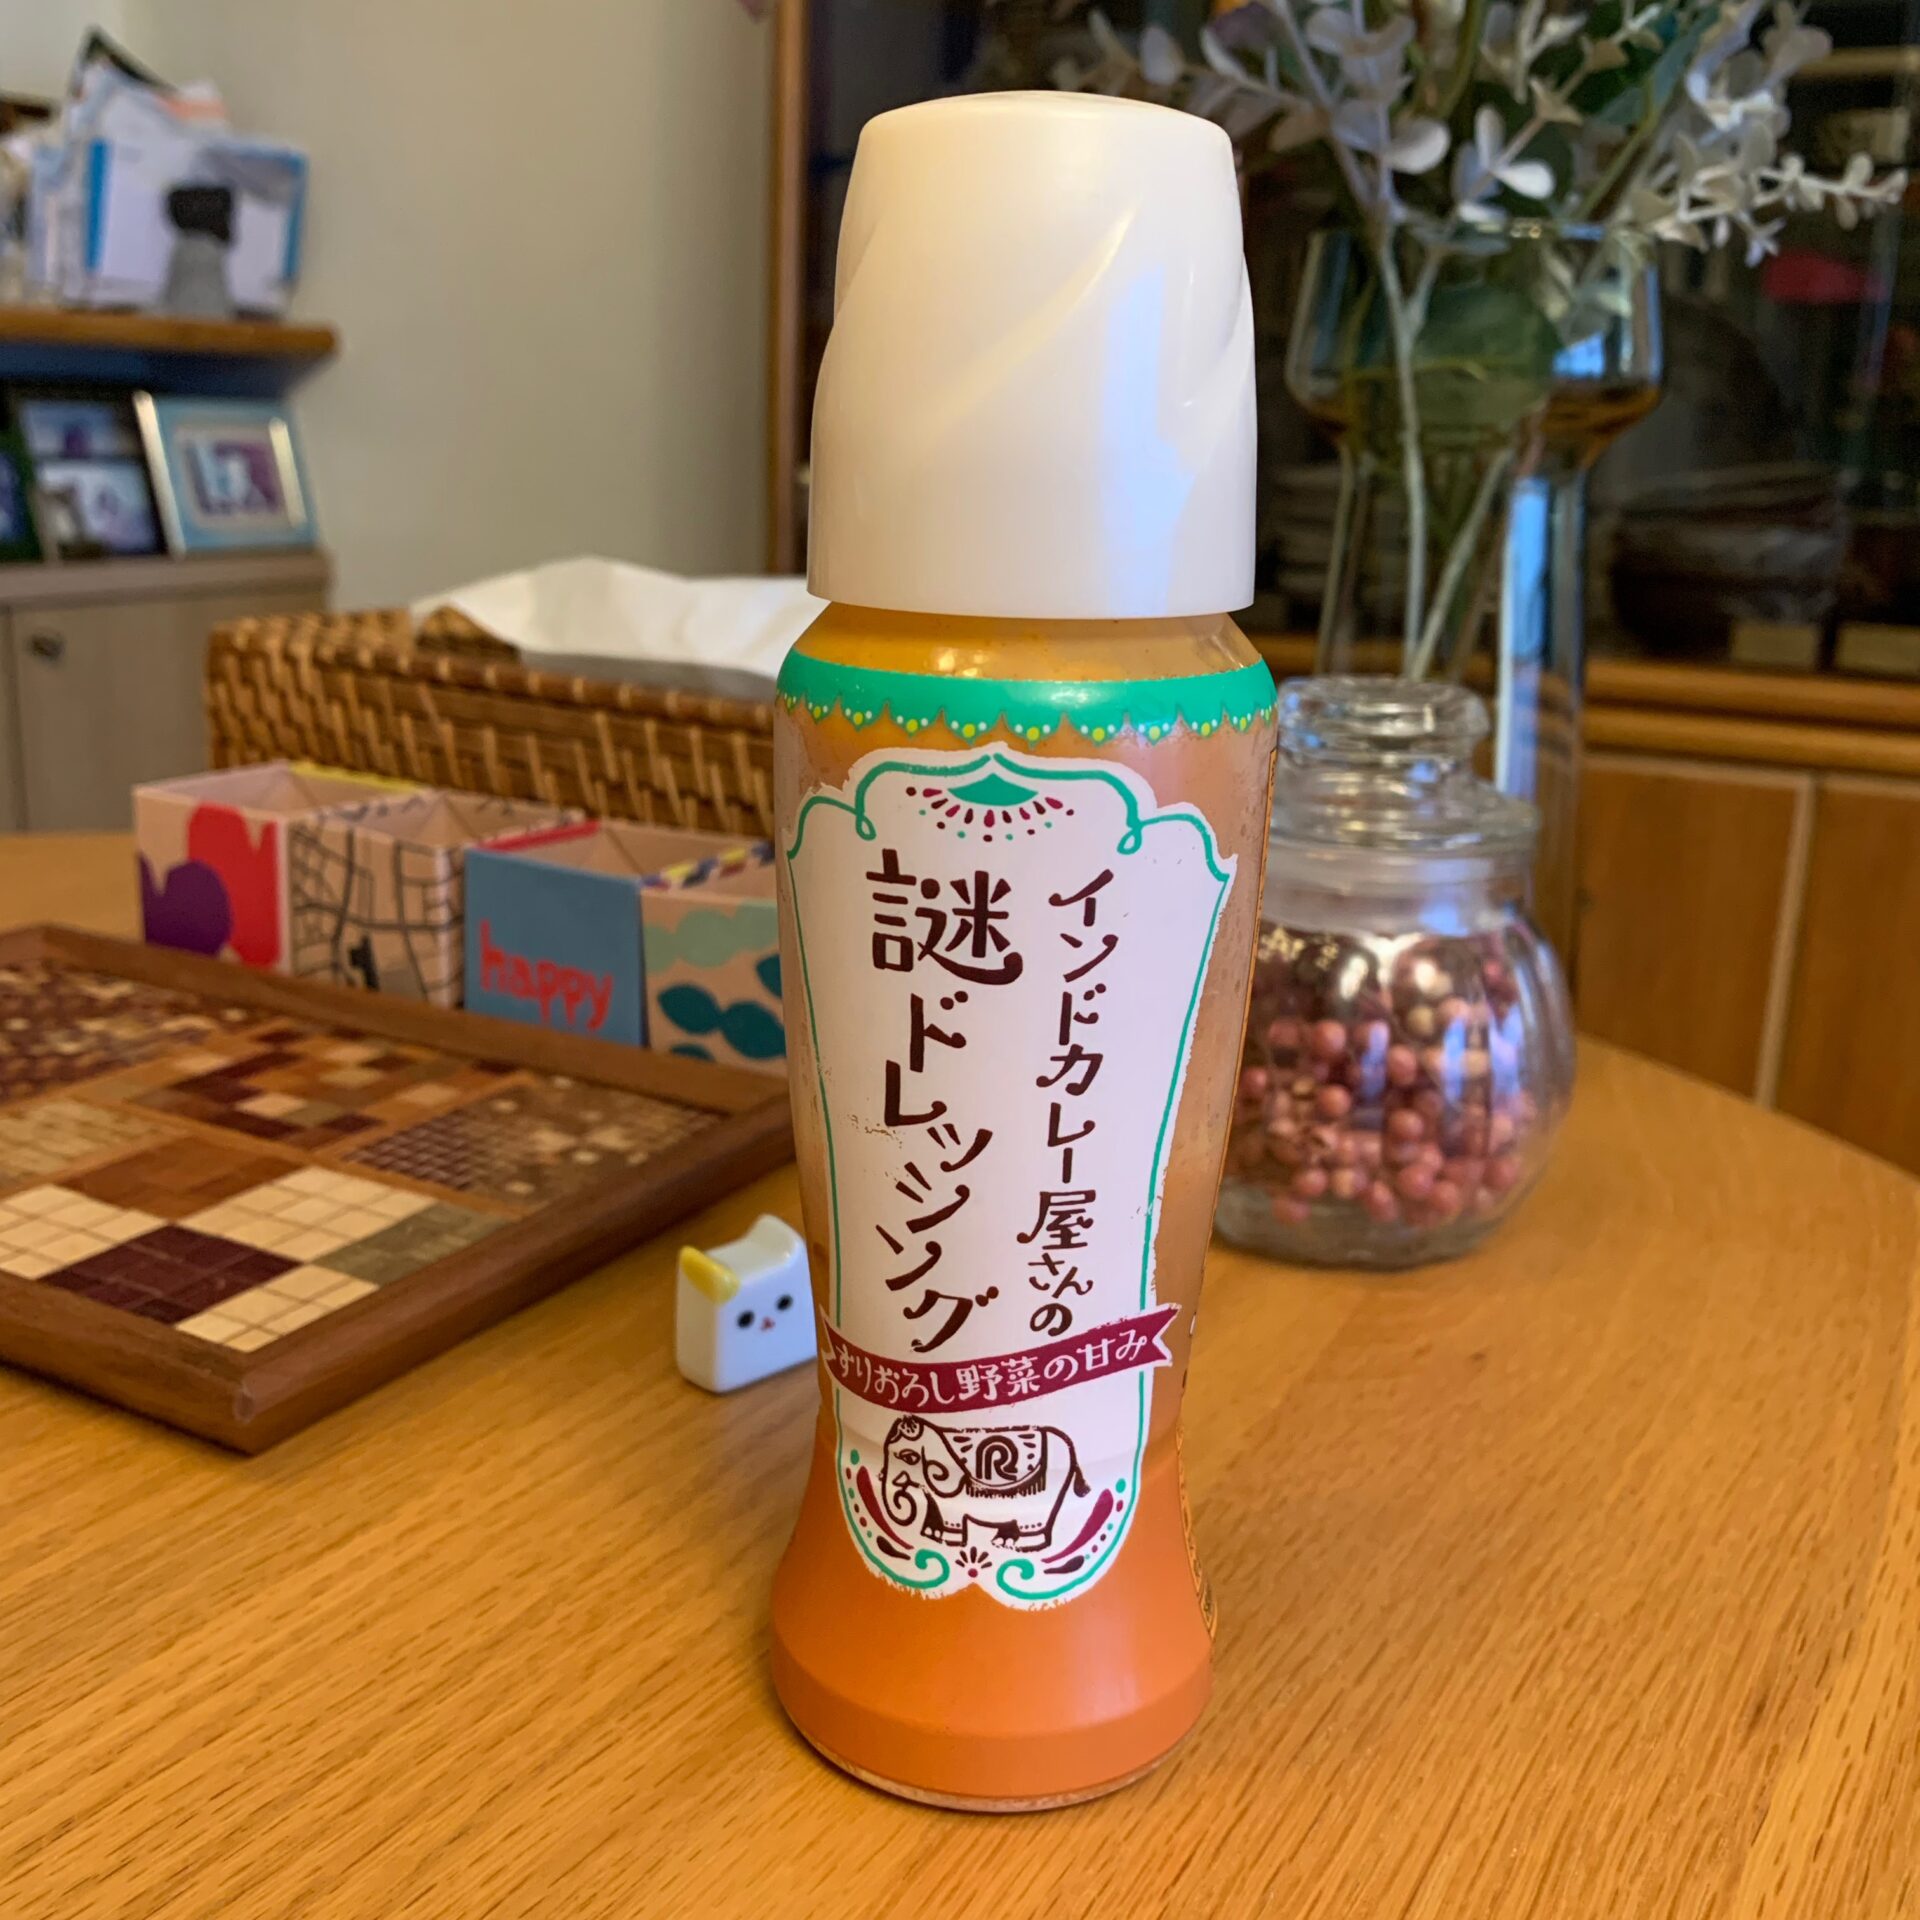 インドカレー屋さんの
謎ドレッシング
すりおろし野菜の甘み
R
happy